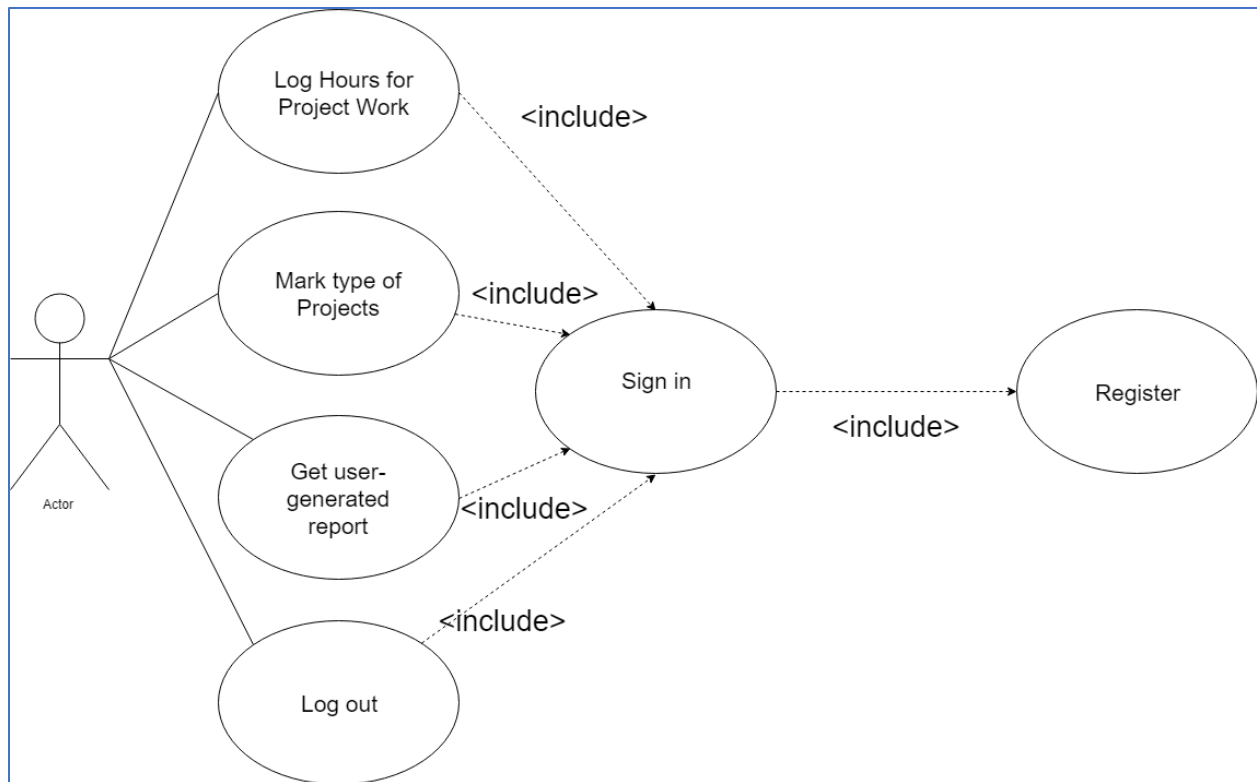 Log Hours for
Project Work
<include>
Mark type of
Projects
<include>
Sign in
Register
<include>
Actor
Get user-
generated
report
<include>
<include>
Log out